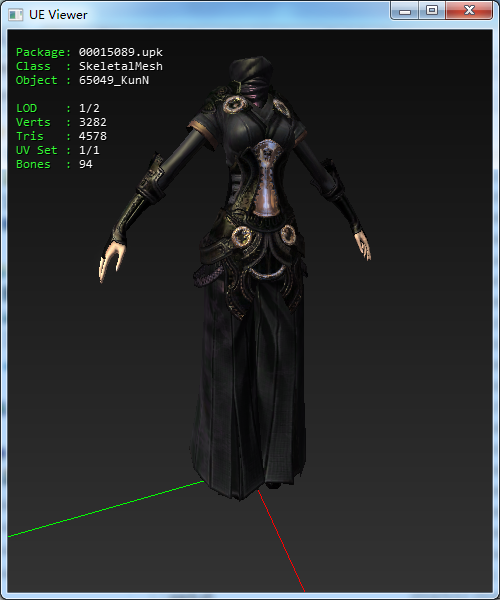 UE Viewer
Package: 00015089.upk
Class : SkeletalMesh
Object : 65049_KunN
LOD : 1/2
Verts : 3282
Tris : 4578
UV Set : 1/1
Bones : 94